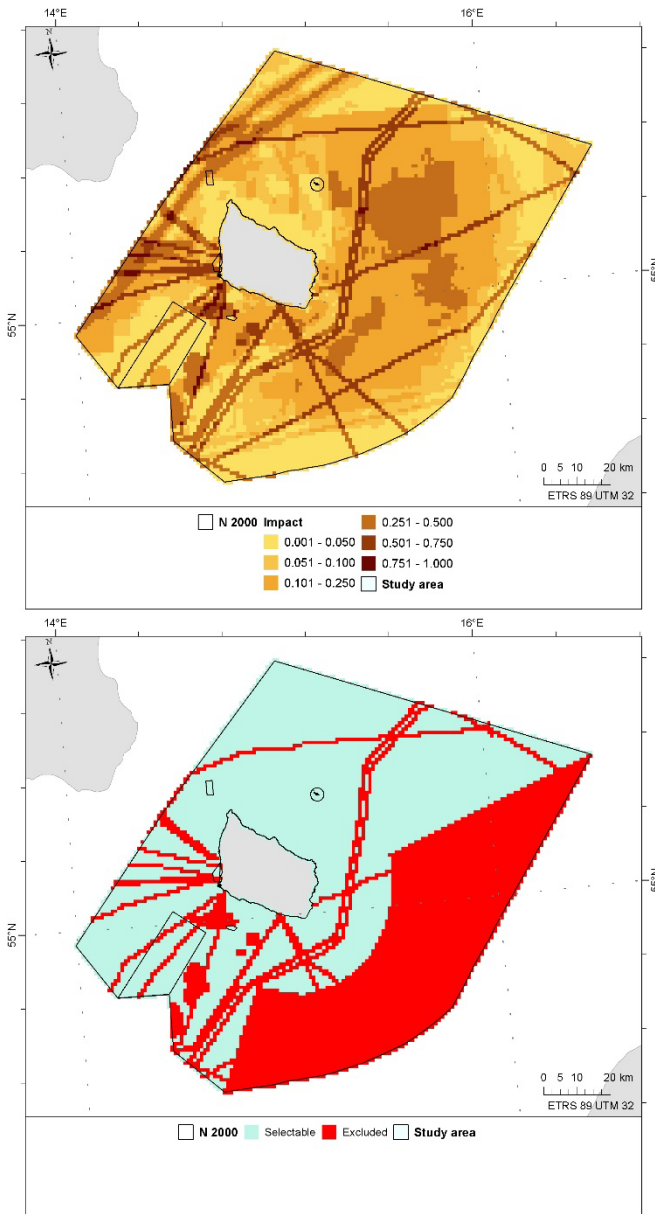 14°E 16°E
N
55°N
55°N
0 5 10 20 km
ETRS 89 UTM 32
N 2000 Impact
0.251 - 0.500
0.001 - 0.050
0.501 - 0.750
0.051 - 0.100
0.751 - 1.000
0.101 - 0.250
Study area
14°E 16°E
N
55°N
55°N
0 5 10 20 km
ETRS 89 UTM 32
N 2000 Selectable Excluded Study area